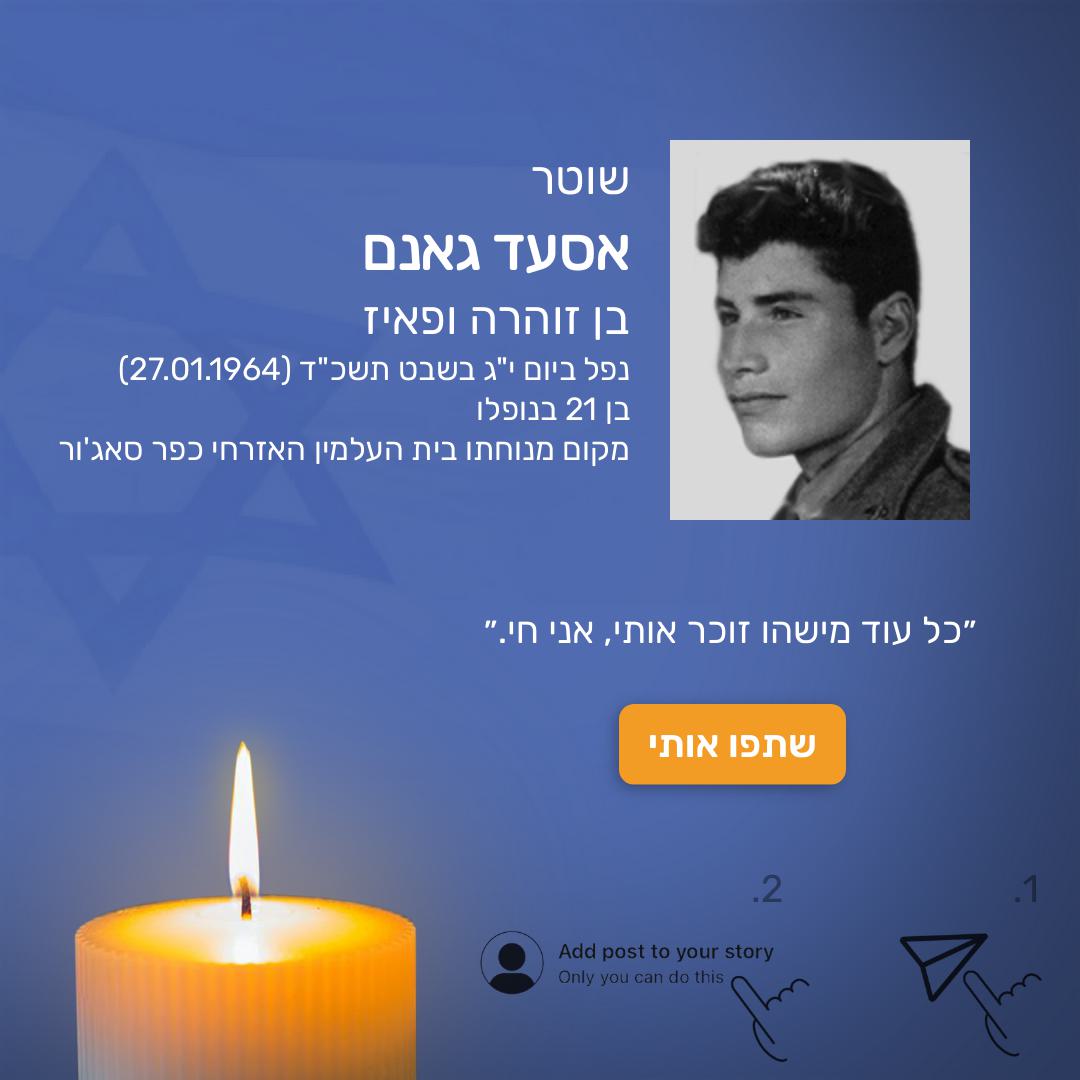 שוטר
אסעד גאנם
בן זוהרה ופאיז
נפל ביום י"ג בשבט תשכ"ד (27.01.1964)
בן 21 בנופלו
מקום מנוחתו בית העלמין האזרחי כפר סאג'ור
״כל עוד מישהו זוכר אותי, אני חי.״
שתפו אותי
.1
.2
Add post to your story
Only you can do this